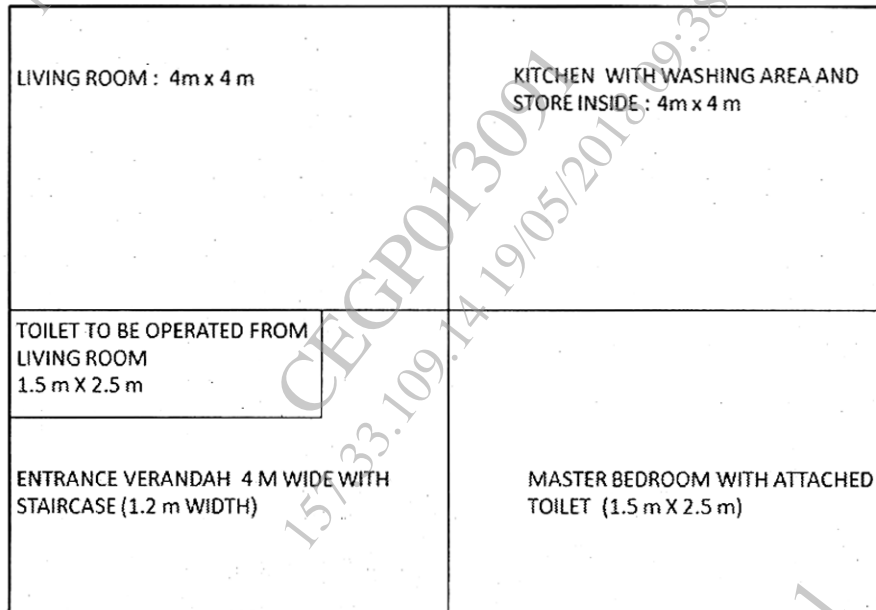 LIVING ROOM : 4m x 4 m
KITCHEN WITH WASHING AREA AND
STORE INSIDE : 4m x 4 m
TOILET TO BE OPERATED FROM
LIVING ROOM
1.5 m X 2.5 m
ENTRANCE VERANDAH 4 M WIDE WITH
STAIRCASE (1.2 m WIDTH)
MASTER BEDROOM WITH ATTACHED
TOILET (1.5 m X 2.5 m)
CEGP013091
157.33.109.14 19/05/2018 09:38